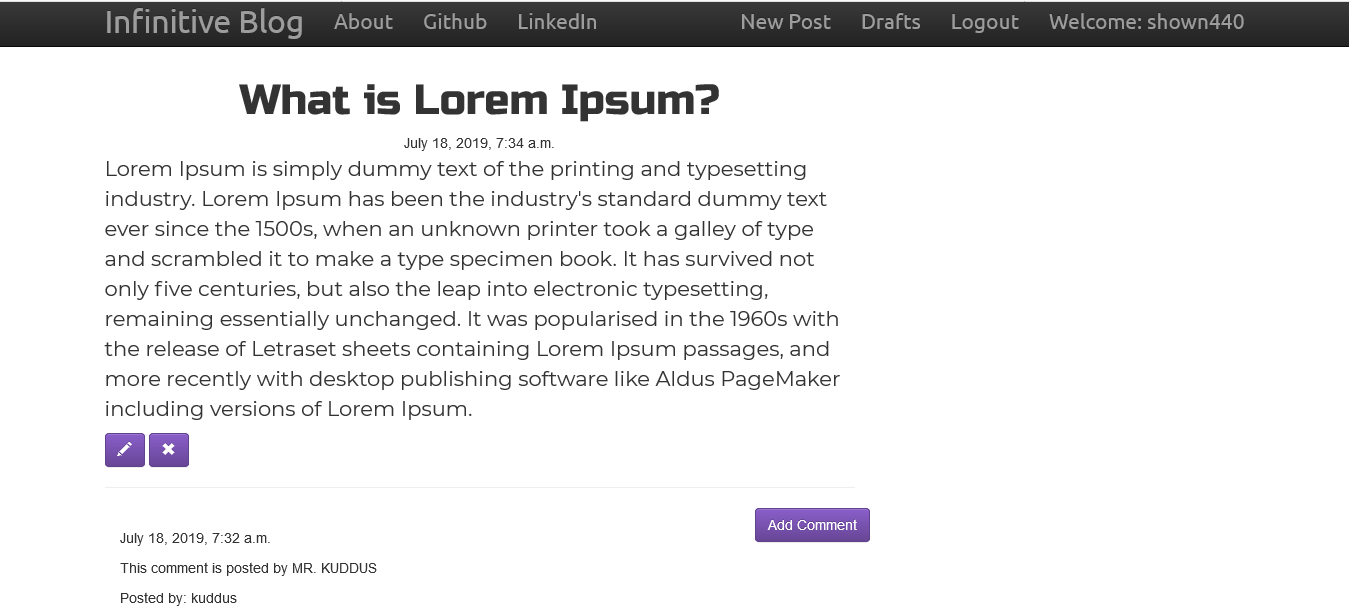 Infinitive Blog About Github LinkedIn New Post Drafts Logout Welcome: shown440
What is Lorem Ipsum?
July 18, 2019, 7:34 a.m.
Lorem Ipsum is simply dummy text of the printing and typesetting
industry. Lorem Ipsum has been the industry's standard dummy text
ever since the 1500s, when an unknown printer took a galley of type
and scrambled it to make a type specimen book. It has survived not
only five centuries, but also the leap into electronic typesetting,
remaining essentially unchanged. It was popularised in the 1960s with
the release of Letraset sheets containing Lorem Ipsum passages, and
more recently with desktop publishing software like Aldus PageMaker
including versions of Lorem Ipsum.
Add Comment
July 18, 2019, 7:32 a.m.
This comment is posted by MR. KUDDUS
Posted by: kuddus